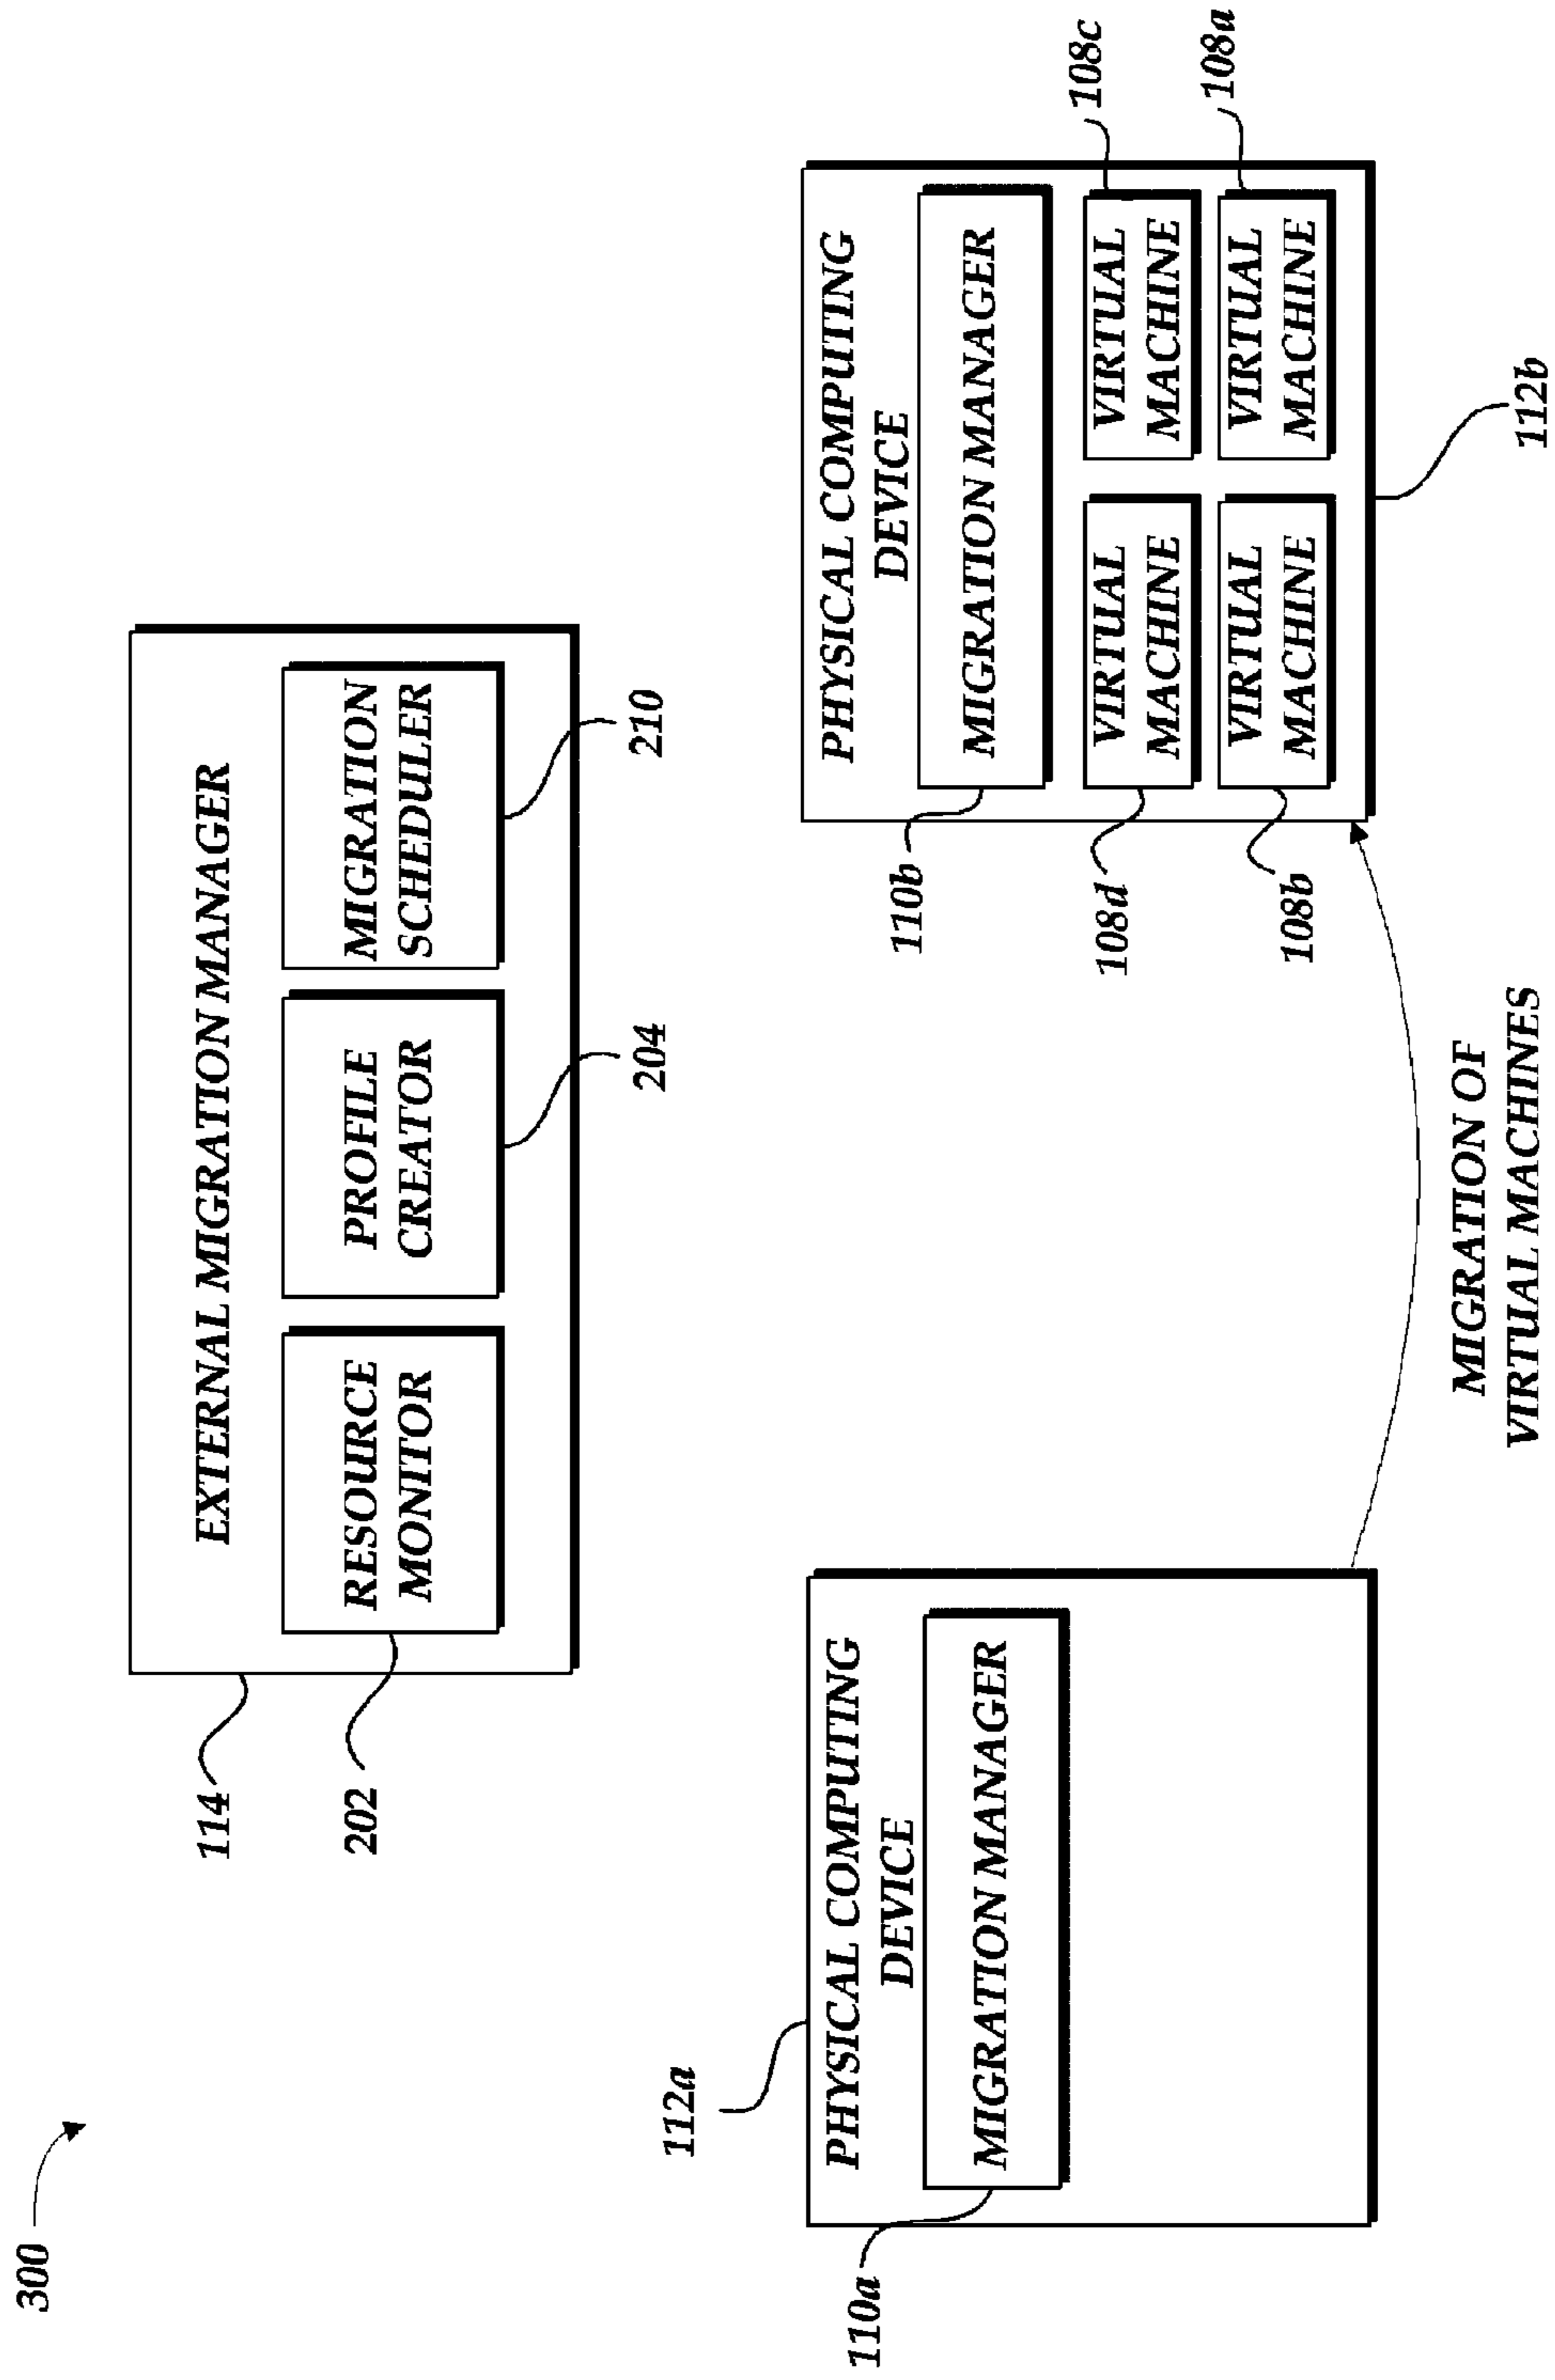 300
114
EXTERNAL MIGRATION MANAGER
202
RESOURCE
MONITOR
PROFILE
CREATOR
204
MIGRATION
SCHEDULER
210
112a
PHYSICAL COMPUTING
DEVICE
110a
MIGRATION MANAGER
PHYSICAL COMPUTING
DEVICE
110b
MIGRATION MANAGER
108d
VIRTUAL
MACHINE
VIRTUAL
MACHINE
108c
108b
VIRTUAL
MACHINE
VIRTUAL
MACHINE
108a
112b
MIGRATION OF
VIRTUAL MACHINES